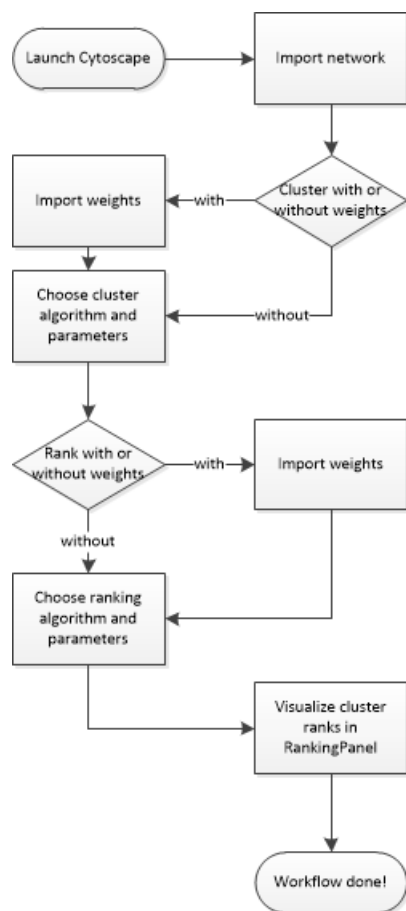 Launch Cytoscape
Import network
Cluster with or
without weights
with
Import weights
without
Choose cluster
algorithm and
parameters
Rank with or
without weights
with
Import weights
without
Choose ranking
algorithm and
parameters
Visualize cluster
ranks in
RankingPanel
Workflow done!